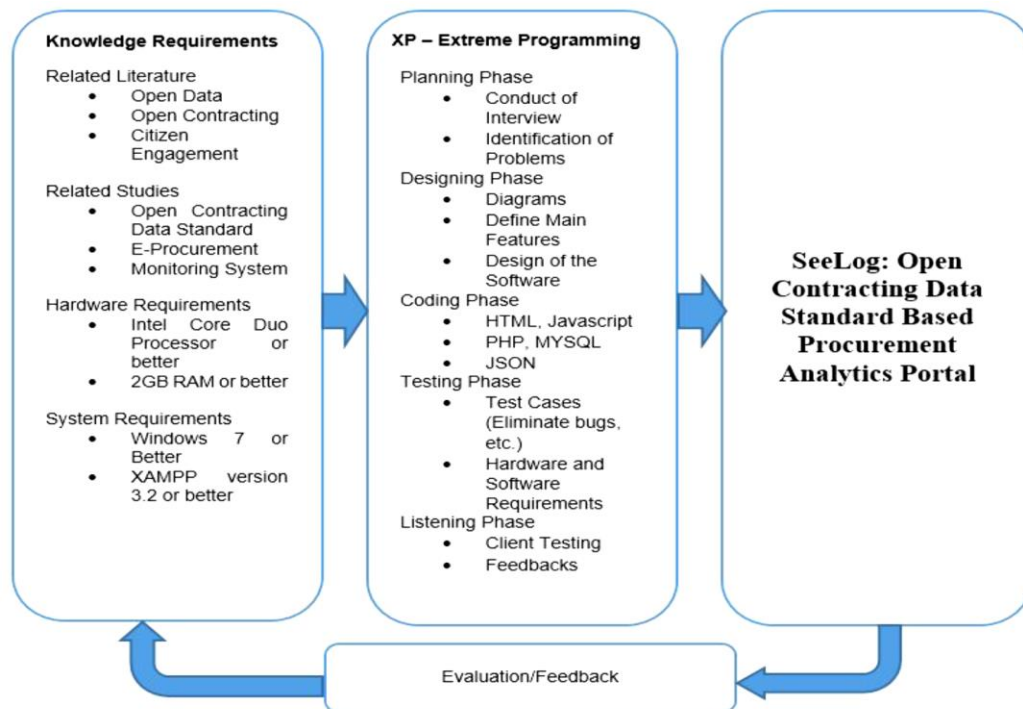 Knowledge Requirements
Related Literature
• Open Data
• Open Contracting
• Citizen
Engagement
Related Studies
• Open Contracting
Data Standard
• E-Procurement
• Monitoring System
Hardware Requirements
• Intel Core Duo
Processor or
better
• 2GB RAM or better
System Requirements
• Windows 7 or
Better
• XAMPP version
3.2 or better
XP – Extreme Programming
Planning Phase
• Conduct of
Interview
• Identification of
Problems
Designing Phase
• Diagrams
• Define Main
Features
• Design of the
Software
Coding Phase
• HTML, Javascript
• PHP, MYSQL
• JSON
Testing Phase
• Test Cases
(Eliminate bugs,
etc.)
• Hardware and
Software
Requirements
Listening Phase
• Client Testing
• Feedbacks
SeeLog: Open
Contracting Data
Standard Based
Procurement
Analytics Portal
Evaluation/Feedback